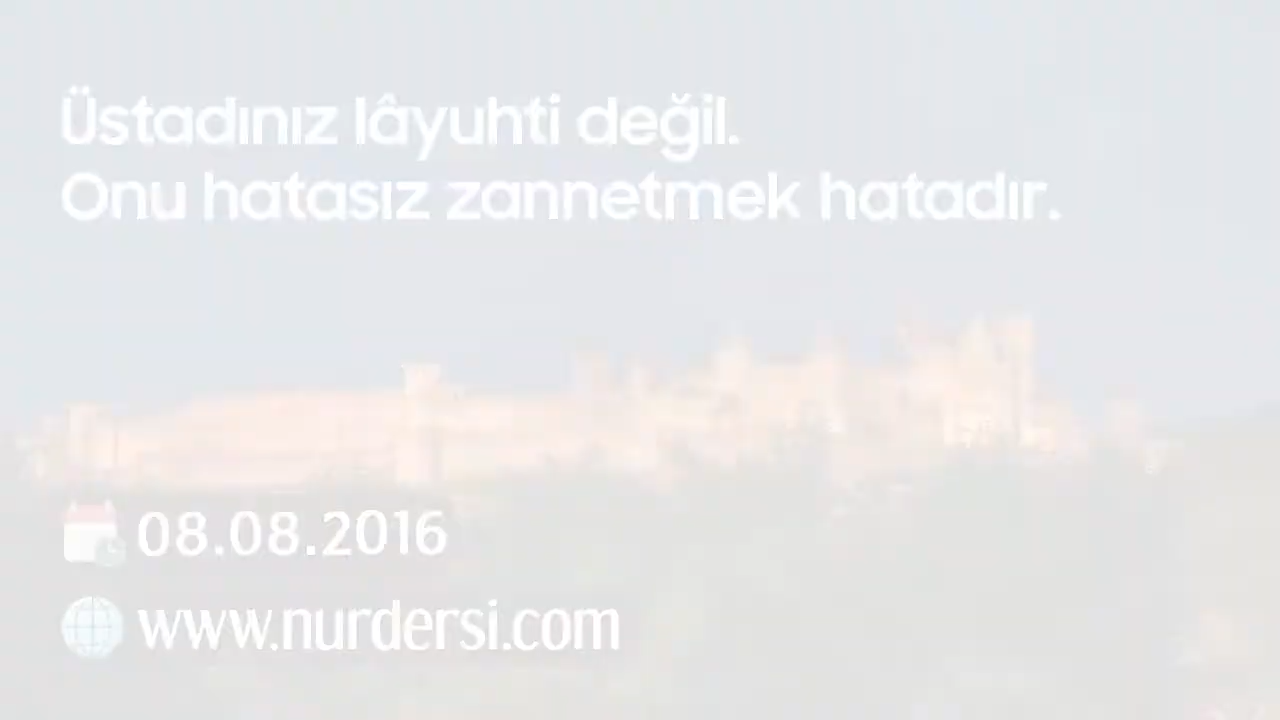 Üstadınız lâyuhti değil.
Onu hatasız zannetmek hatadır.
08.08.2016
www.nurdersi.com